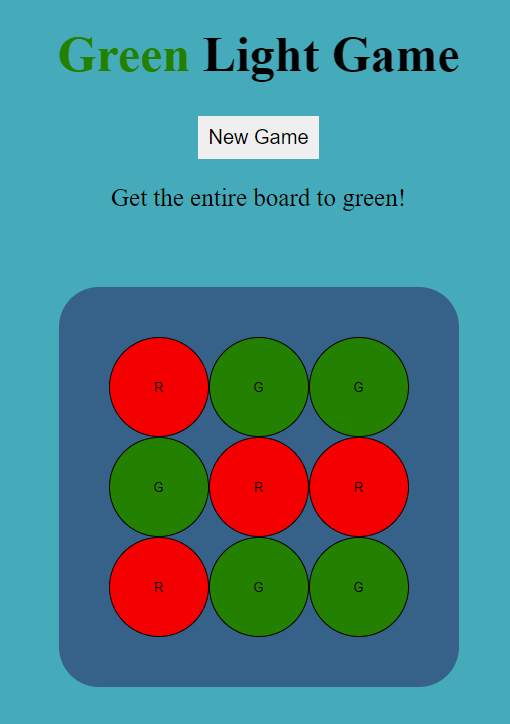 Green Light Game
New Game
Get the entire board to green!
R G G
G R R
R G G